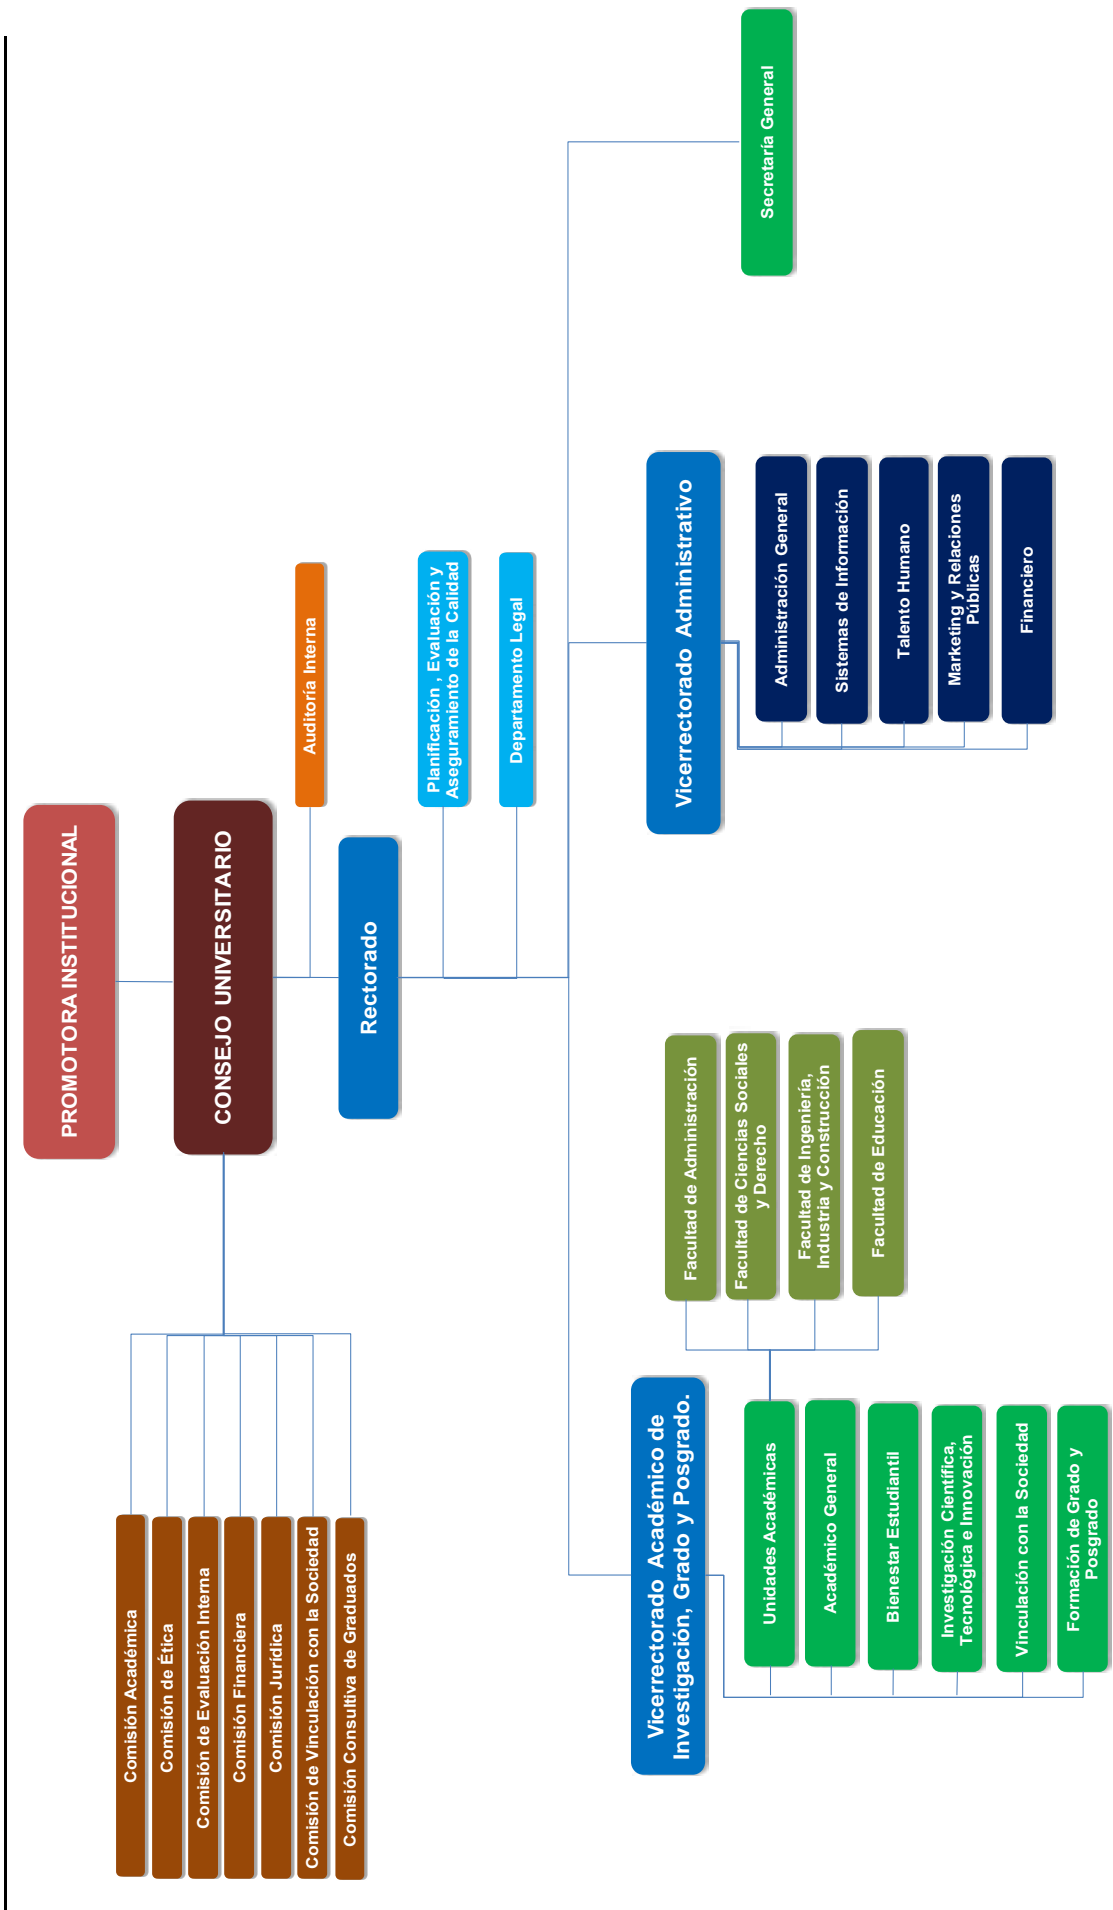 PROMOTORA INSTITUCIONAL
CONSEJO UNIVERSITARIO
Comisión Académica
Comisión de Ética
Comisión de Evaluación Interna
Comisión Financiera
Comisión Jurídica
Comisión de Vinculación con la Sociedad
Comisión Consultiva de Graduados
Auditoría Interna
Rectorado
Planificación , Evaluación y
Aseguramiento de la Calidad
Departamento Legal
Vicerrectorado Académico de
Investigación, Grado y Posgrado.
Unidades Académicas
Académico General
Bienestar Estudiantil
Investigación Científica,
Tecnológica e Innovación
Vinculación con la Sociedad
Formación de Grado y
Posgrado
Facultad de Administración
Facultad de Ciencias Sociales
y Derecho
Facultad de Ingeniería,
Industria y Construcción
Facultad de Educación
Vicerrectorado Administrativo
Administración General
Sistemas de Información
Talento Humano
Marketing y Relaciones
Públicas
Financiero
Secretaría General